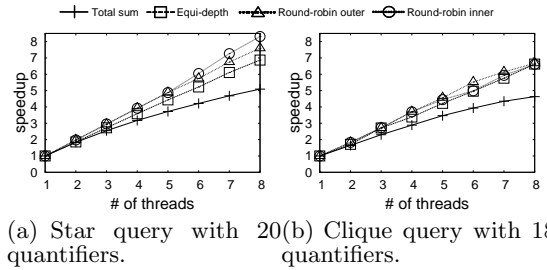 Total sum Equi-depth Round-robin outer Round-robin inner
8
7
6
5
4
3
2
1
0
speedup
1 2 3 4 5 6 7 8
# of threads
8
7
6
5
4
3
2
1
0
speedup
1 2 3 4 5 6 7 8
# of threads
(a) Star query with 20
quantifiers.
(b) Clique query with 18
quantifiers.